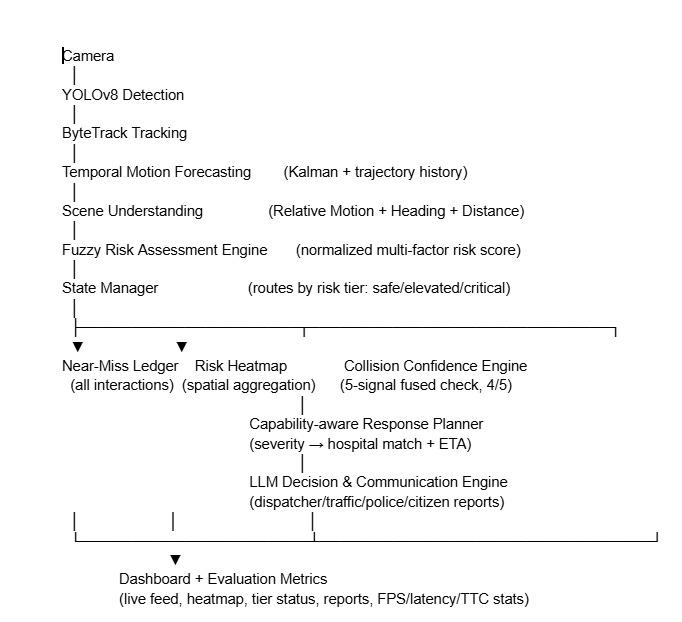 Camera
YOLOv8 Detection
ByteTrack Tracking
Temporal Motion Forecasting (Kalman + trajectory history)
Scene Understanding (Relative Motion + Heading + Distance)
Fuzzy Risk Assessment Engine (normalized multi-factor risk score)
State Manager (routes by risk tier: safe/elevated/critical)
Near-Miss Ledger Risk Heatmap Collision Confidence Engine
(all interactions) (spatial aggregation) (5-signal fused check, 4/5)
Capability-aware Response Planner
(severity → hospital match + ETA)
LLM Decision & Communication Engine
(dispatcher/traffic/police/citizen reports)
Dashboard + Evaluation Metrics
(live feed, heatmap, tier status, reports, FPS/latency/TTC stats)